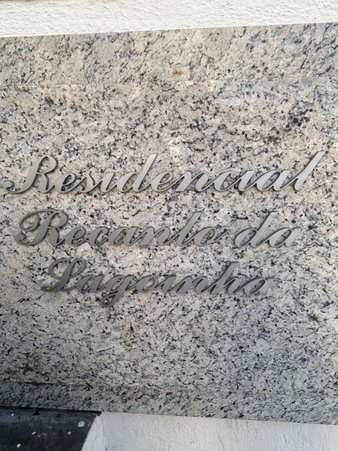 Residencial
Recanto da
Lagoinha